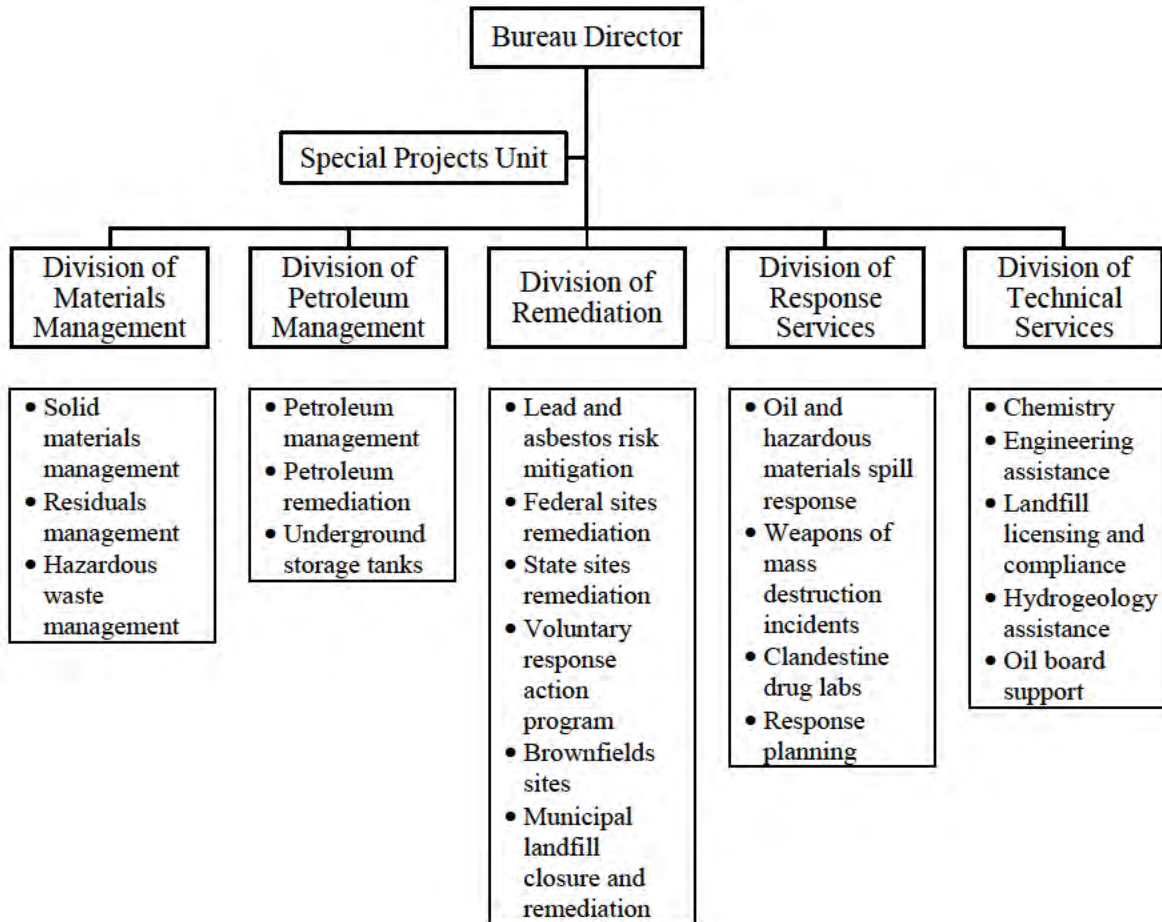 Bureau Director
Special Projects Unit
Division of
Materials
Management
Division of
Petroleum
Management
Division of
Remediation
Division of
Response
Services
Division of
Technical
Services
• Solid
materials
management
• Residuals
management
• Hazardous
waste
management
• Petroleum
management
• Petroleum
remediation
• Underground
storage tanks
• Lead and
asbestos risk
mitigation
• Federal sites
remediation
• State sites
remediation
• Voluntary
response
action
program
• Brownfields
sites
• Municipal
landfill
closure and
remediation
• Oil and
hazardous
materials spill
response
• Weapons of
mass
destruction
incidents
• Clandestine
drug labs
• Response
planning
• Chemistry
• Engineering
assistance
• Landfill
licensing and
compliance
• Hydrogeology
assistance
• Oil board
support